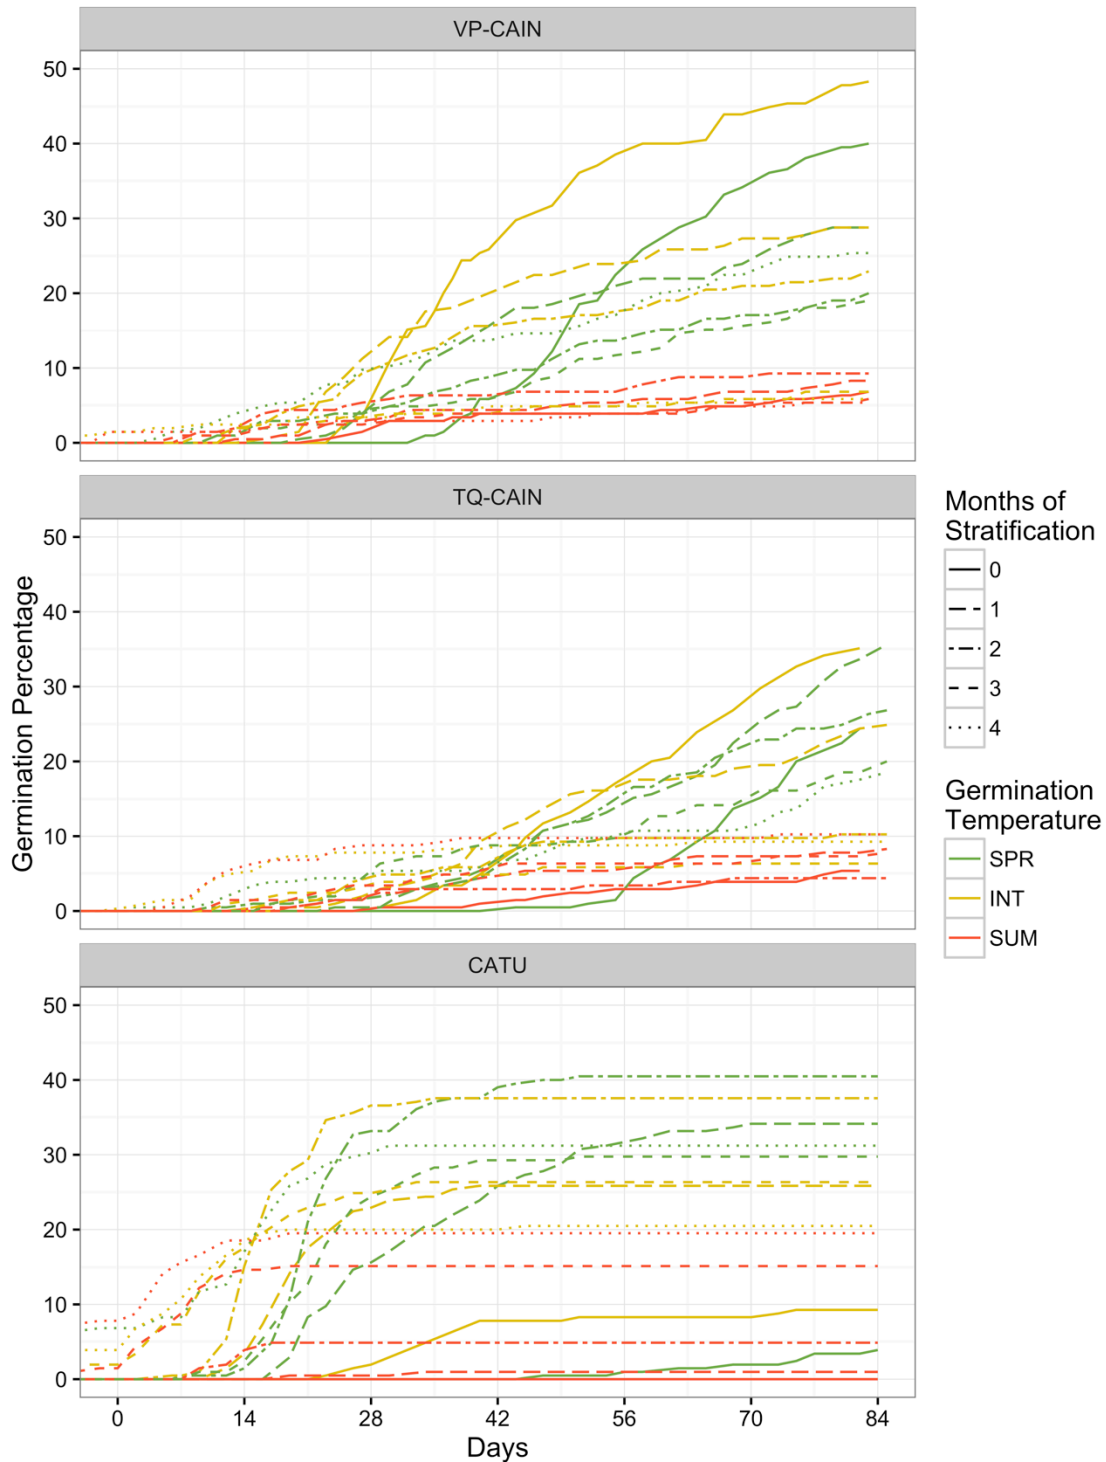 VP-CAIN
50
40
30
20
10
0
TQ-CAIN
50
40
30
20
10
0
Germination Percentage
CATU
50
40
30
20
10
0
0 14 28 42 56 70 84
Days
Months of
Stratification
0
1
2
3
4
Germination
Temperature
SPR
INT
SUM